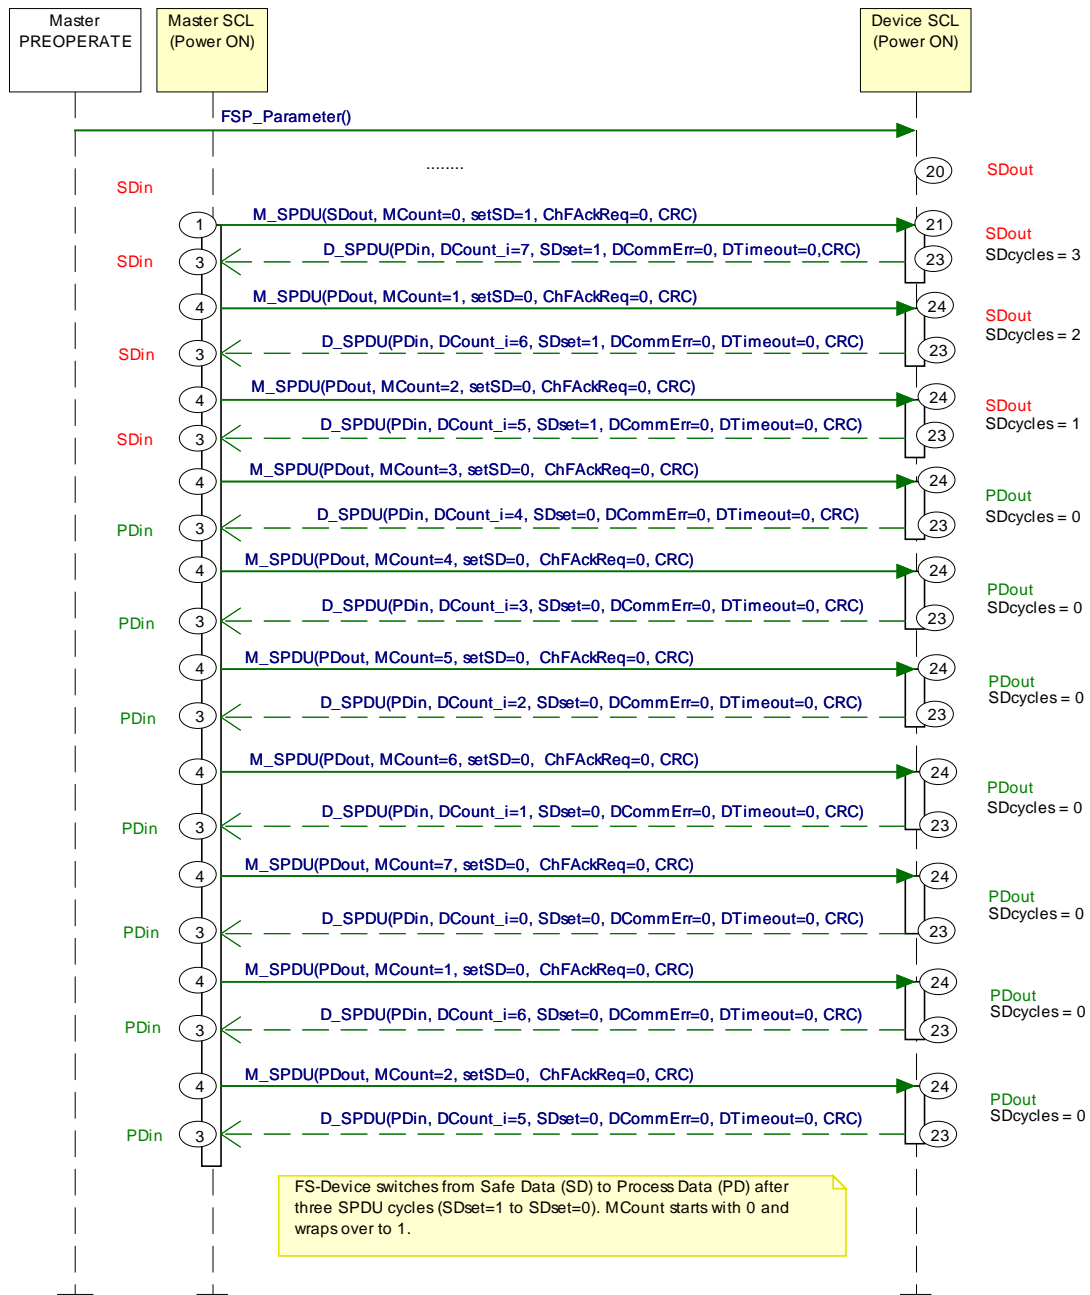 Master
PREOPERATE
Master SCL
(Power ON)
Device SCL
(Power ON)
FSP_Parameter()
........
20
SDout
SDin
M_SPDU(SDout, MCount=0, setSD=1, ChFAckReq=0, CRC)
1
21
SDout
D_SPDU(PDin, DCount_i=7, SDset=1, DCommErr=0, DTimeout=0,CRC)
SDin
3
23
SDcycles = 3
M_SPDU(PDout, MCount=1, setSD=0, ChFAckReq=0, CRC)
4
24
SDout
SDcycles = 2
D_SPDU(PDin, DCount_i=6, SDset=1, DCommErr=0, DTimeout=0, CRC)
SDin
3
23
M_SPDU(PDout, MCount=2, setSD=0, ChFAckReq=0, CRC)
4
24
SDout
SDcycles = 1
D_SPDU(PDin, DCount_i=5, SDset=1, DCommErr=0, DTimeout=0, CRC)
SDin
3
23
M_SPDU(PDout, MCount=3, setSD=0, ChFAckReq=0, CRC)
4
24
PDout
SDcycles = 0
D_SPDU(PDin, DCount_i=4, SDset=0, DCommErr=0, DTimeout=0, CRC)
PDin
3
23
M_SPDU(PDout, MCount=4, setSD=0, ChFAckReq=0, CRC)
4
24
PDout
SDcycles = 0
D_SPDU(PDin, DCount_i=3, SDset=0, DCommErr=0, DTimeout=0, CRC)
PDin
3
23
M_SPDU(PDout, MCount=5, setSD=0, ChFAckReq=0, CRC)
4
24
PDout
SDcycles = 0
D_SPDU(PDin, DCount_i=2, SDset=0, DCommErr=0, DTimeout=0, CRC)
PDin
3
23
M_SPDU(PDout, MCount=6, setSD=0, ChFAckReq=0, CRC)
4
24
PDout
SDcycles = 0
D_SPDU(PDin, DCount_i=1, SDset=0, DCommErr=0, DTimeout=0, CRC)
PDin
3
23
M_SPDU(PDout, MCount=7, setSD=0, ChFAckReq=0, CRC)
4
24
PDout
SDcycles = 0
D_SPDU(PDin, DCount_i=0, SDset=0, DCommErr=0, DTimeout=0, CRC)
PDin
3
23
M_SPDU(PDout, MCount=1, setSD=0, ChFAckReq=0, CRC)
4
24
PDout
SDcycles = 0
D_SPDU(PDin, DCount_i=6, SDset=0, DCommErr=0, DTimeout=0, CRC)
PDin
3
23
M_SPDU(PDout, MCount=2, setSD=0, ChFAckReq=0, CRC)
4
24
PDout
SDcycles = 0
D_SPDU(PDin, DCount_i=5, SDset=0, DCommErr=0, DTimeout=0, CRC)
PDin
3
23
FS-Device switches from Safe Data (SD) to Process Data (PD) after
three SPDU cycles (SDset=1 to SDset=0). MCount starts with 0 and
wraps over to 1.